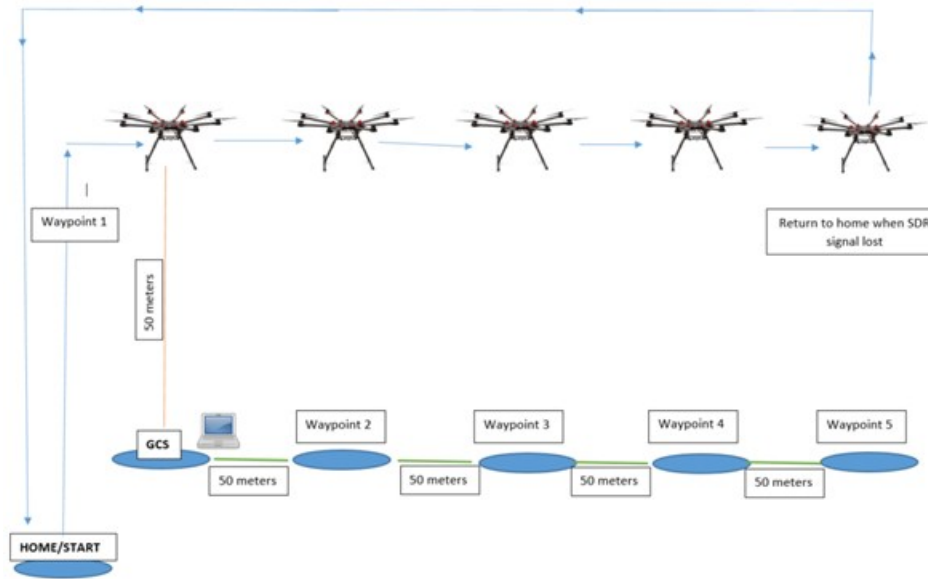 Waypoint 1
50 meters
Return to home when SDR
signal lost
GCS
Waypoint 2
Waypoint 3
Waypoint 4
Waypoint 5
50 meters
50 meters
50 meters
50 meters
HOME/START